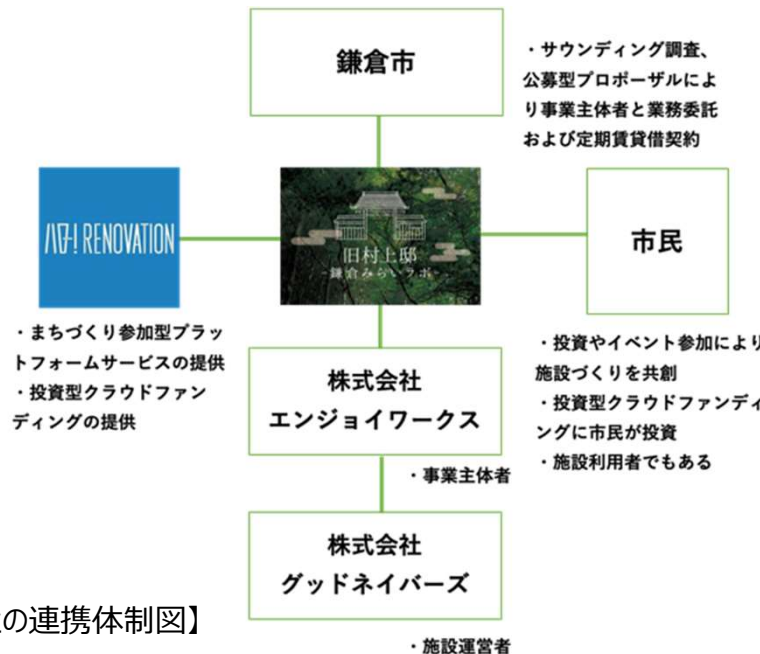 鎌倉市
・サウンディング調査、
公募型プロポーザルによ
り事業主体者と業務委託
および定期賃貸借契約
ハロー! RENOVATION
旧村上邸
-鎌倉みらいラボ-
市民
・まちづくり参加型プラッ
トフォームサービスの提供
・投資型クラウドファン
ディングの提供
・投資やイベント参加により
施設づくりを共創
・投資型クラウドファンディ
ングに市民が投資
・施設利用者でもある
株式会社
エンジョイワークス
・事業主体者
株式会社
グッドネイバーズ
の連携体制図】
・施設運営者